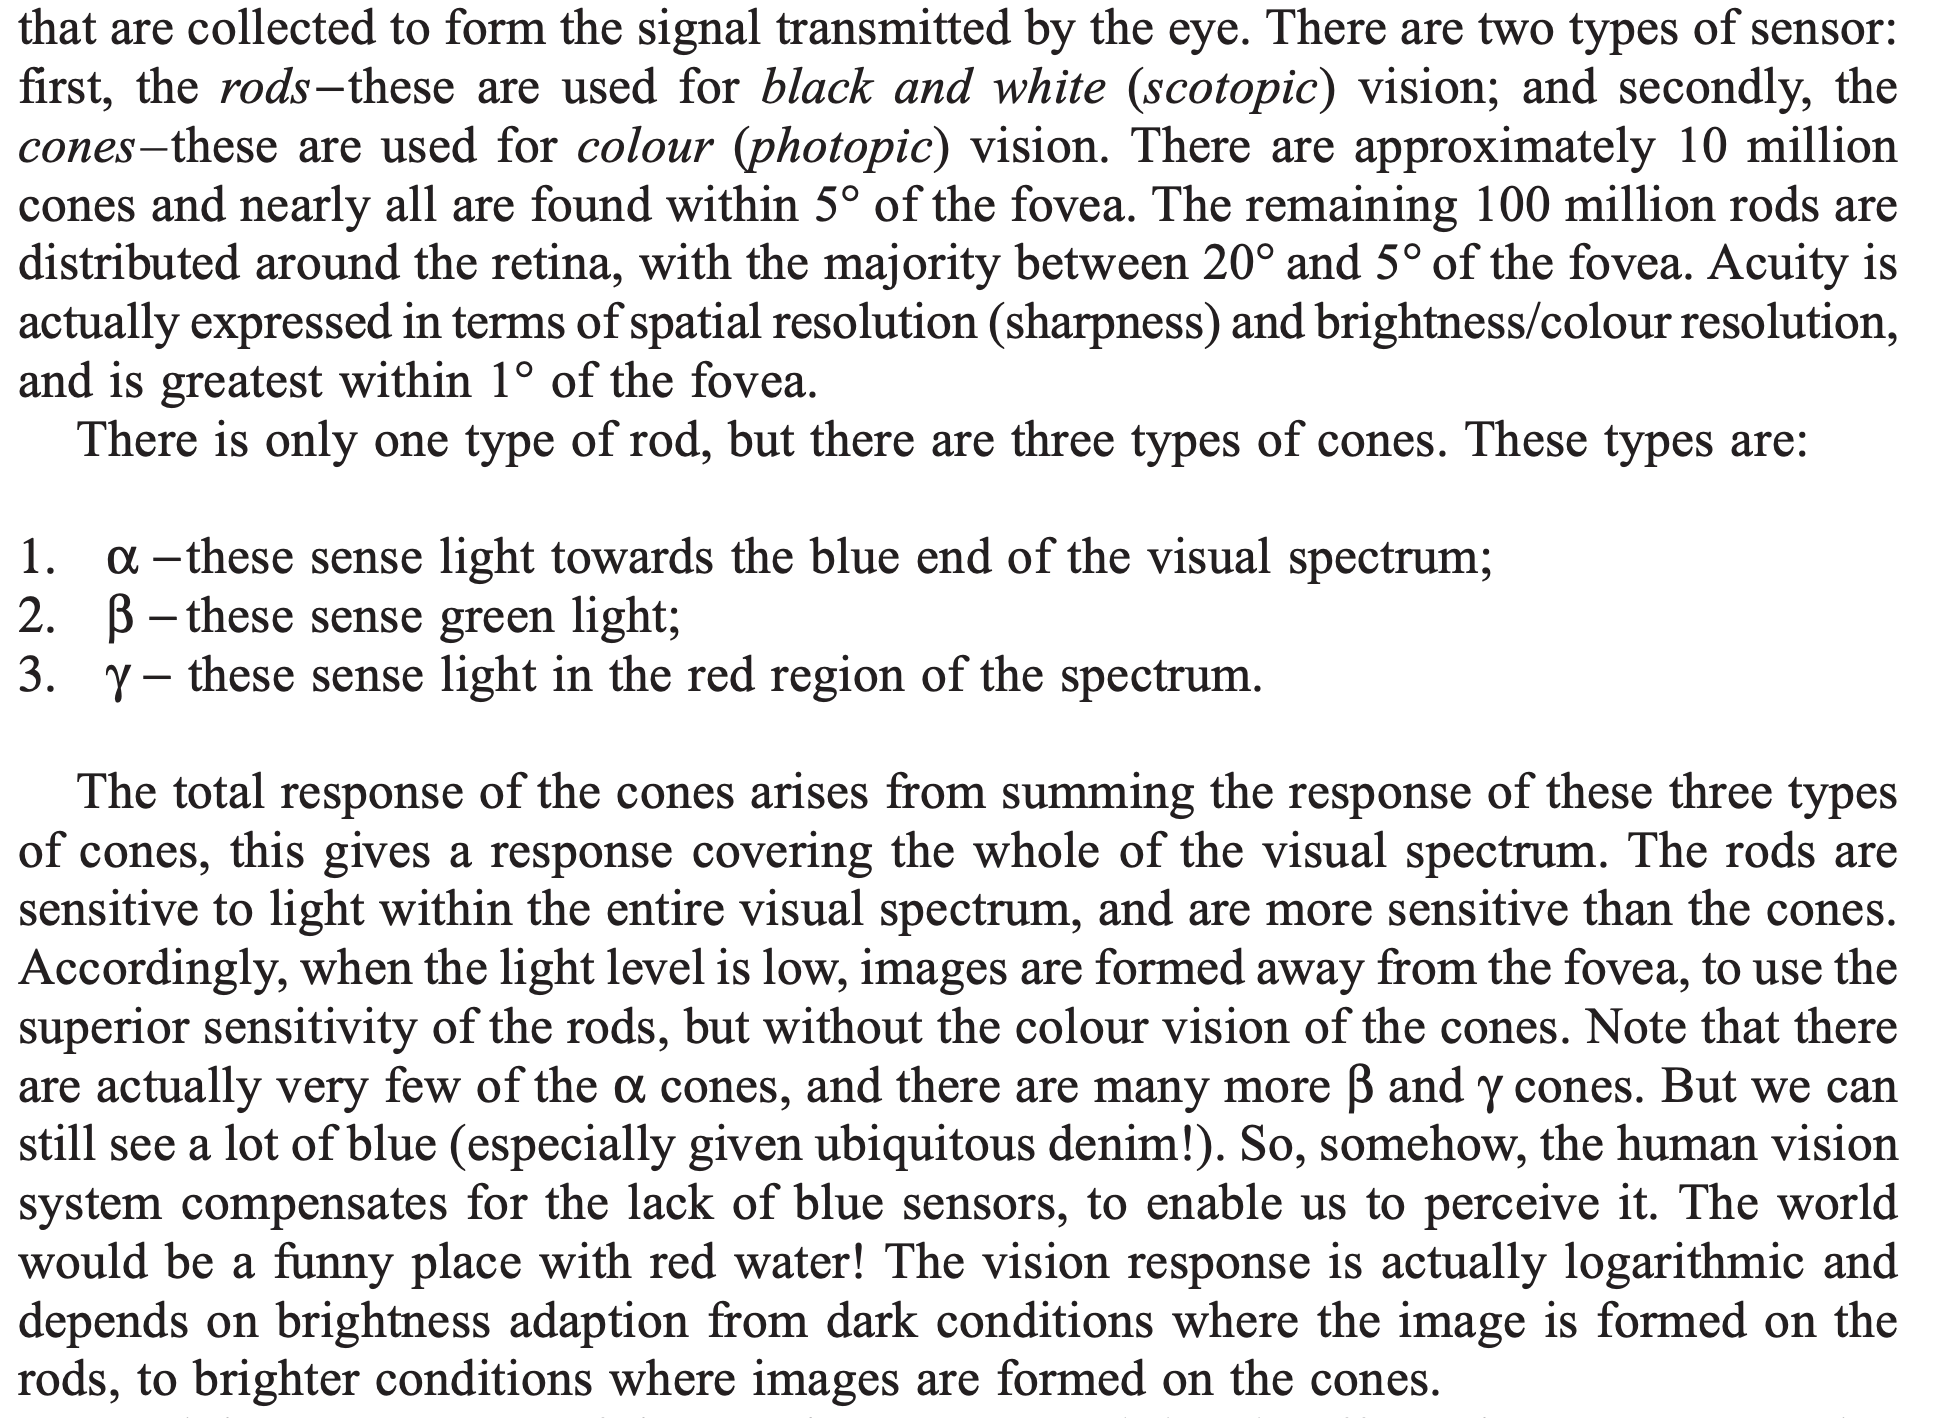 that are collected to form the signal transmitted by the eye. There are two types of sensor:
first, the rods–these are used for black and white (scotopic) vision; and secondly, the
cones–these are used for colour (photopic) vision. There are approximately 10 million
cones and nearly all are found within 5° of the fovea. The remaining 100 million rods are
distributed around the retina, with the majority between 20° and 5° of the fovea. Acuity is
actually expressed in terms of spatial resolution (sharpness) and brightness/colour resolution,
and is greatest within 1° of the fovea.
There is only one type of rod, but there are three types of cones. These types are:
1. α –these sense light towards the blue end of the visual spectrum;
2. β – these sense green light;
3. γ – these sense light in the red region of the spectrum.
The total response of the cones arises from summing the response of these three types
of cones, this gives a response covering the whole of the visual spectrum. The rods are
sensitive to light within the entire visual spectrum, and are more sensitive than the cones.
Accordingly, when the light level is low, images are formed away from the fovea, to use the
superior sensitivity of the rods, but without the colour vision of the cones. Note that there
are actually very few of the α cones, and there are many more β and γ cones. But we can
still see a lot of blue (especially given ubiquitous denim!). So, somehow, the human vision
system compensates for the lack of blue sensors, to enable us to perceive it. The world
would be a funny place with red water! The vision response is actually logarithmic and
depends on brightness adaption from dark conditions where the image is formed on the
rods, to brighter conditions where images are formed on the cones.